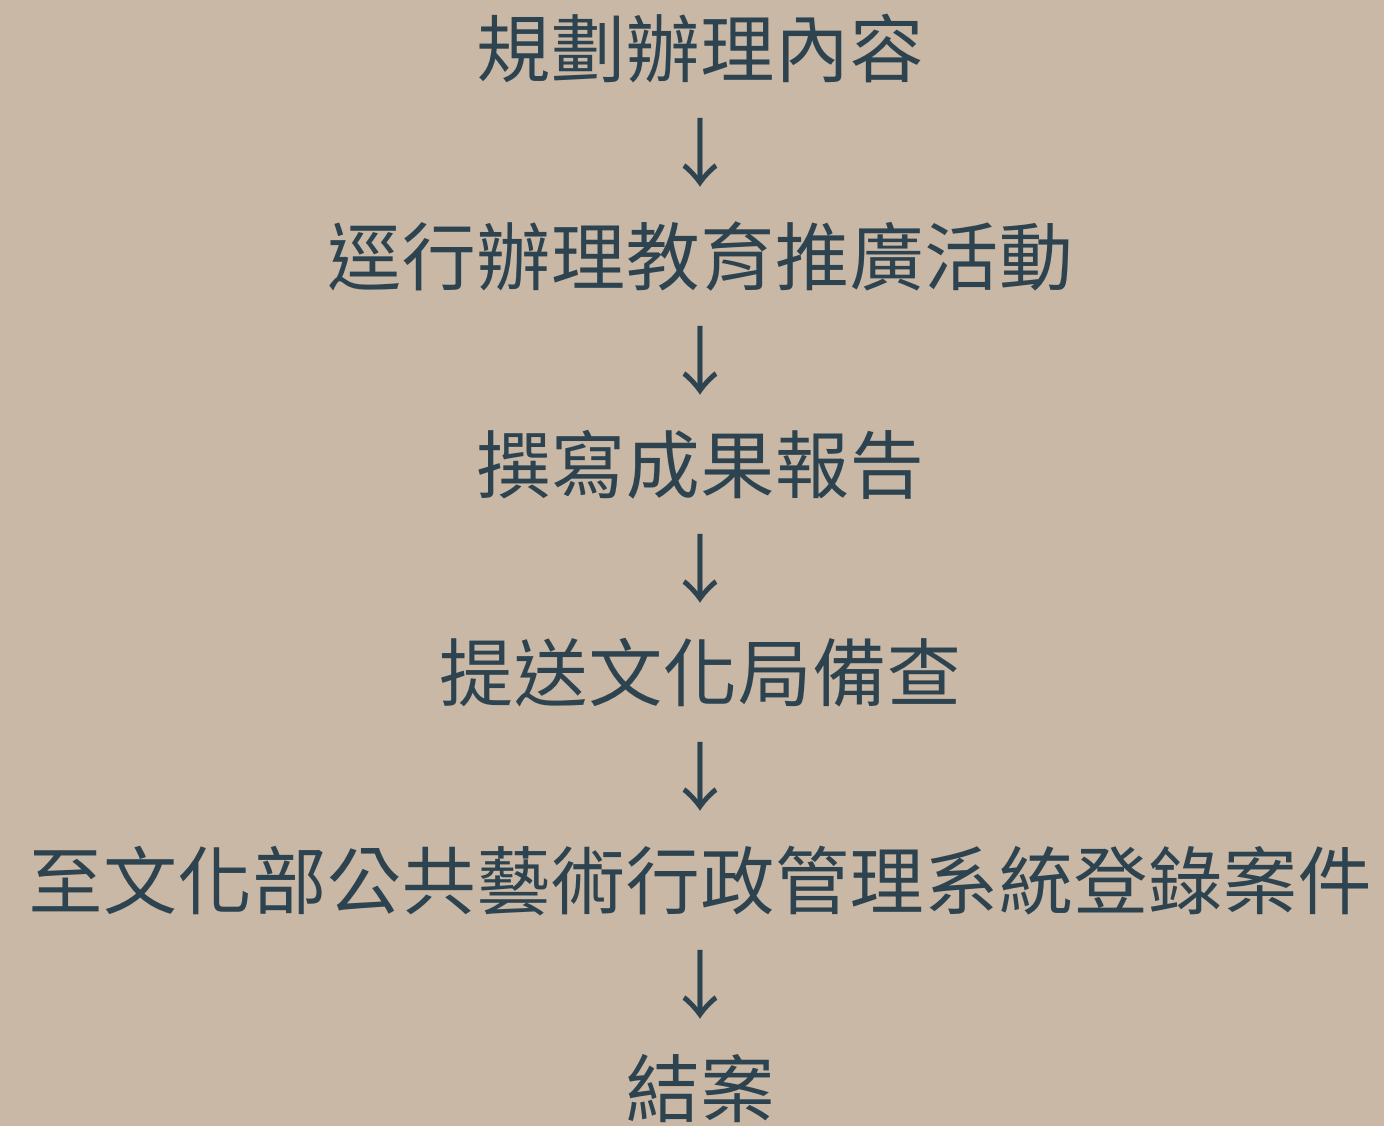 規劃辦理內容
↓
逕行辦理教育推廣活動
↓
撰寫成果報告
↓
提送文化局備查
↓
至文化部公共藝術行政管理系統登錄案件
↓
結案